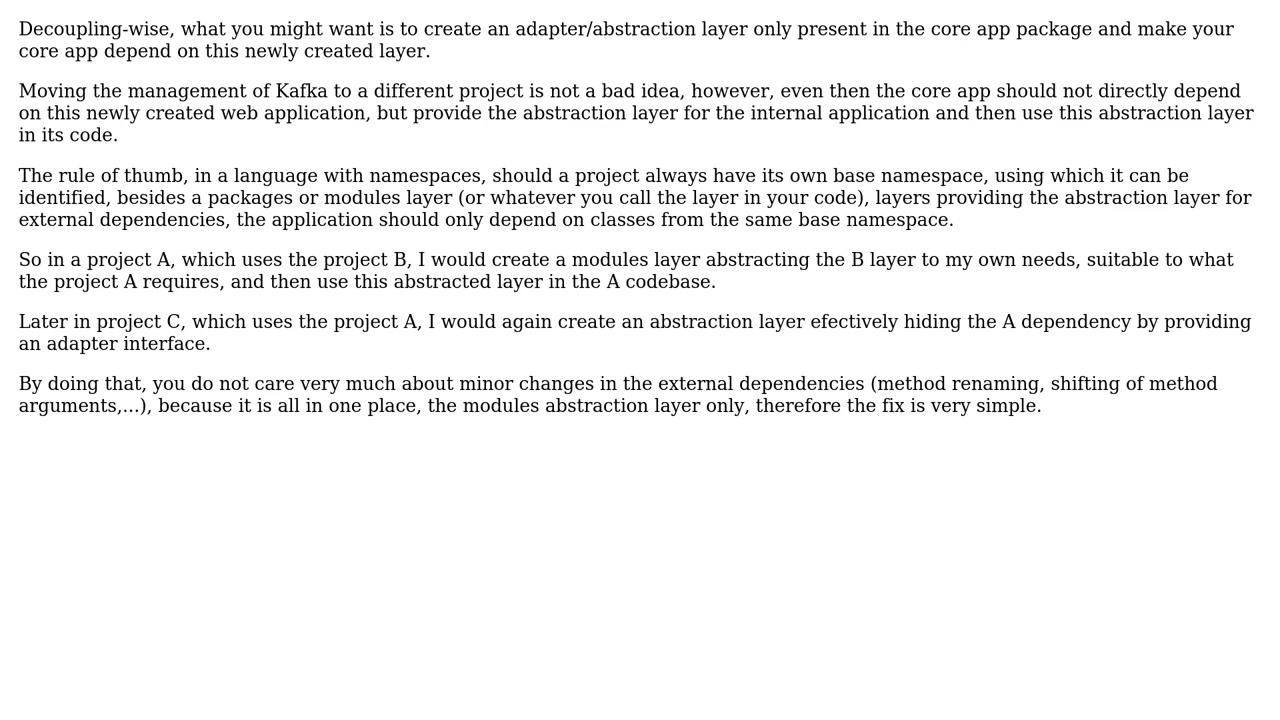 Decoupling-wise, what you might want is to create an adapter/abstraction layer only present in the core app package and make your
core app depend on this newly created layer.
Moving the management of Kafka to a different project is not a bad idea, however, even then the core app should not directly depend
on this newly created web application, but provide the abstraction layer for the internal application and then use this abstraction layer
in its code.
The rule of thumb, in a language with namespaces, should a project always have its own base namespace, using which it can be
identified, besides a packages or modules layer (or whatever you call the layer in your code), layers providing the abstraction layer for
external dependencies, the application should only depend on classes from the same base namespace.
So in a project A, which uses the project B, I would create a modules layer abstracting the B layer to my own needs, suitable to what
the project A requires, and then use this abstracted layer in the A codebase.
Later in project C, which uses the project A, I would again create an abstraction layer efectively hiding the A dependency by providing
an adapter interface.
By doing that, you do not care very much about minor changes in the external dependencies (method renaming, shifting of method
arguments,...), because it is all in one place, the modules abstraction layer only, therefore the fix is very simple.